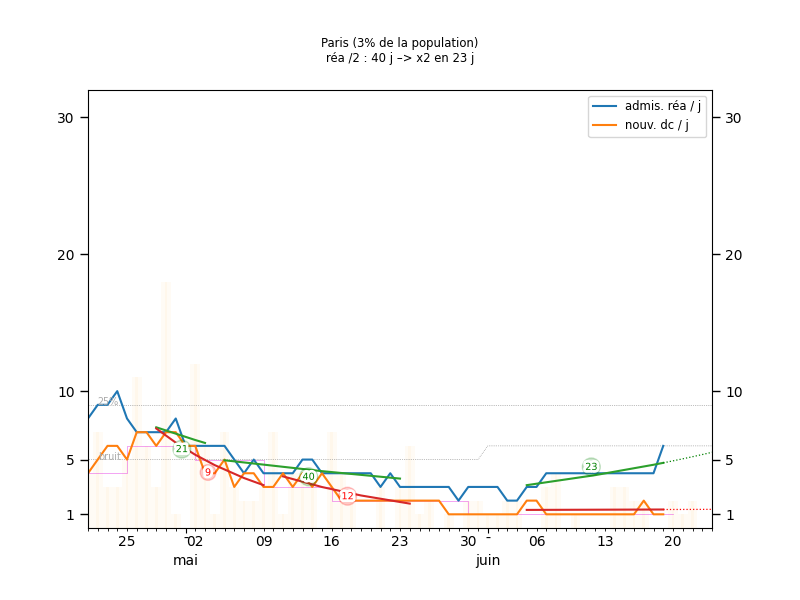 Paris (3% de la population)
réa /2 : 40 j –> x2 en 23 j
admis. réa / j
nouv. dc / j
30 30
20 20
10 10
25%
5 bruit 5
21
9
40
12
23
1 1
25 02 09 16 23 30 06 13 20
mai juin